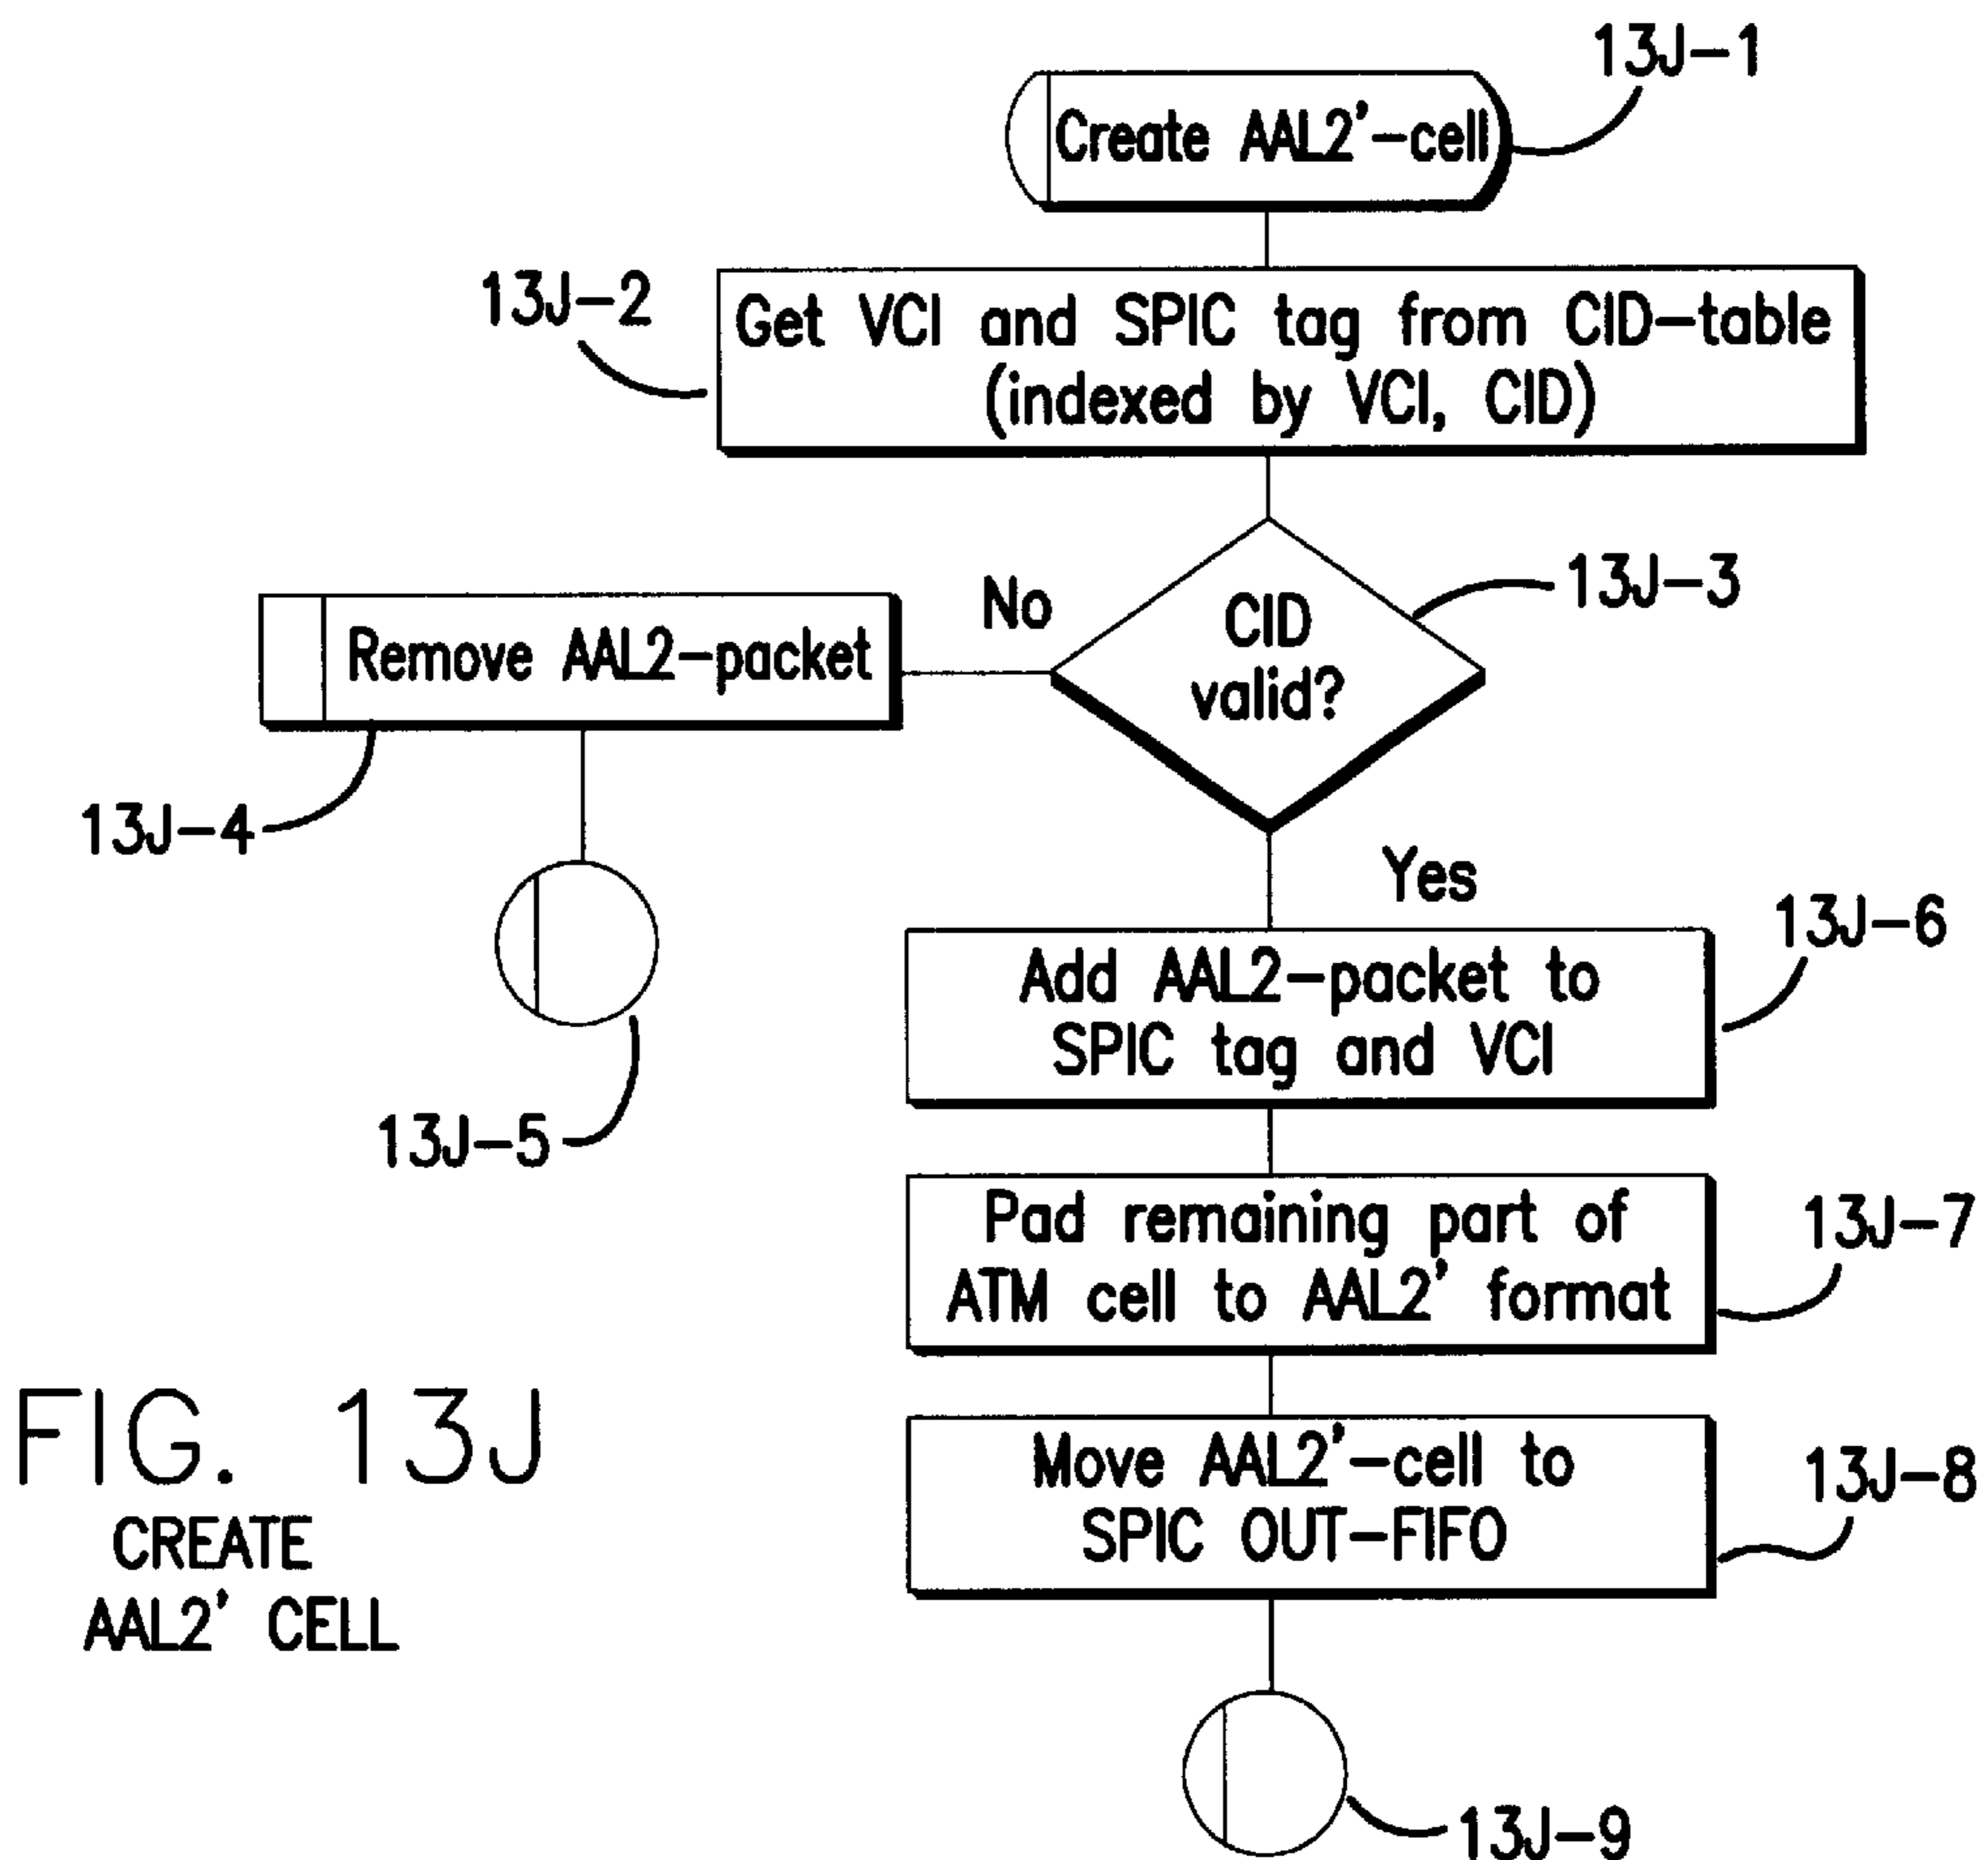 13J-1
Create AAL2'-cell
13J-2
Get VCI and SPIC tag from CID-table
(indexed by VCI, CID)
13J-3
CID
valid?
No
Remove AAL2-packet
13J-4
13J-5
Yes
13J-6
Add AAL2-packet to
SPIC tag and VCI
13J-7
Pad remaining part of
ATM cell to AAL2' format
13J-8
Move AAL2'-cell to
SPIC OUT-FIFO
13J-9
FIG. 13J
CREATE
AAL2' CELL